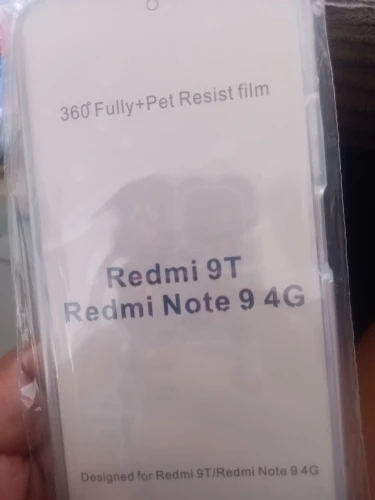 360° Fully+Pet Resist film
Redmi 9T
Redmi Note 9 4G
Designed for Redmi 9T/Redmi Note 9 4G